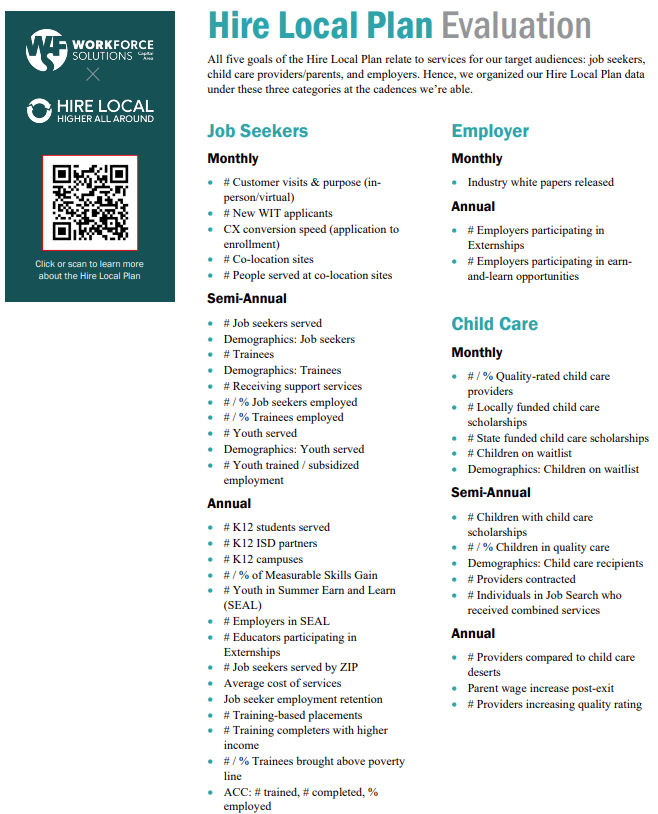 WORKFORCE
SOLUTIONS Capital
Area
HIRE LOCAL
HIGHER ALL AROUND
Click or scan to learn more
about the Hire Local Plan
Hire Local Plan Evaluation
All five goals of the Hire Local Plan relate to services for our target audiences: job seekers,
child care providers/parents, and employers. Hence, we organized our Hire Local Plan data
under these three categories at the cadences we're able.
Job Seekers
Monthly
• # Customer visits & purpose (in-
person/virtual)
• # New WIT applicants
• CX conversion speed (application to
enrollment)
• # Co-location sites
• # People served at co-location sites
Semi-Annual
• # Job seekers served
• Demographics: Job seekers
• # Trainees
• Demographics: Trainees
• # Receiving support services
• # / % Job seekers employed
• # / % Trainees employed
• # Youth served
• Demographics: Youth served
• # Youth trained / subsidized
employment
Annual
• # K12 students served
• # K12 ISD partners
• # K12 campuses
• # / % of Measurable Skills Gain
• # Youth in Summer Earn and Learn
(SEAL)
• # Employers in SEAL
• # Educators participating in
Externships
• # Job seekers served by ZIP
• Average cost of services
• Job seeker employment retention
• # Training-based placements
• # Training completers with higher
income
• # / % Trainees brought above poverty
line
• ACC: # trained, # completed, %
employed
Employer
Monthly
• Industry white papers released
Annual
• # Employers participating in
Externships
• # Employers participating in earn-
and-learn opportunities
Child Care
Monthly
• # / % Quality-rated child care
providers
• # Locally funded child care
scholarships
• # State funded child care scholarships
• # Children on waitlist
• Demographics: Children on waitlist
Semi-Annual
• # Children with child care
scholarships
• # / % Children in quality care
• Demographics: Child care recipients
• # Providers contracted
• # Individuals in Job Search who
received combined services
Annual
• # Providers compared to child care
deserts
• Parent wage increase post-exit
• # Providers increasing quality rating